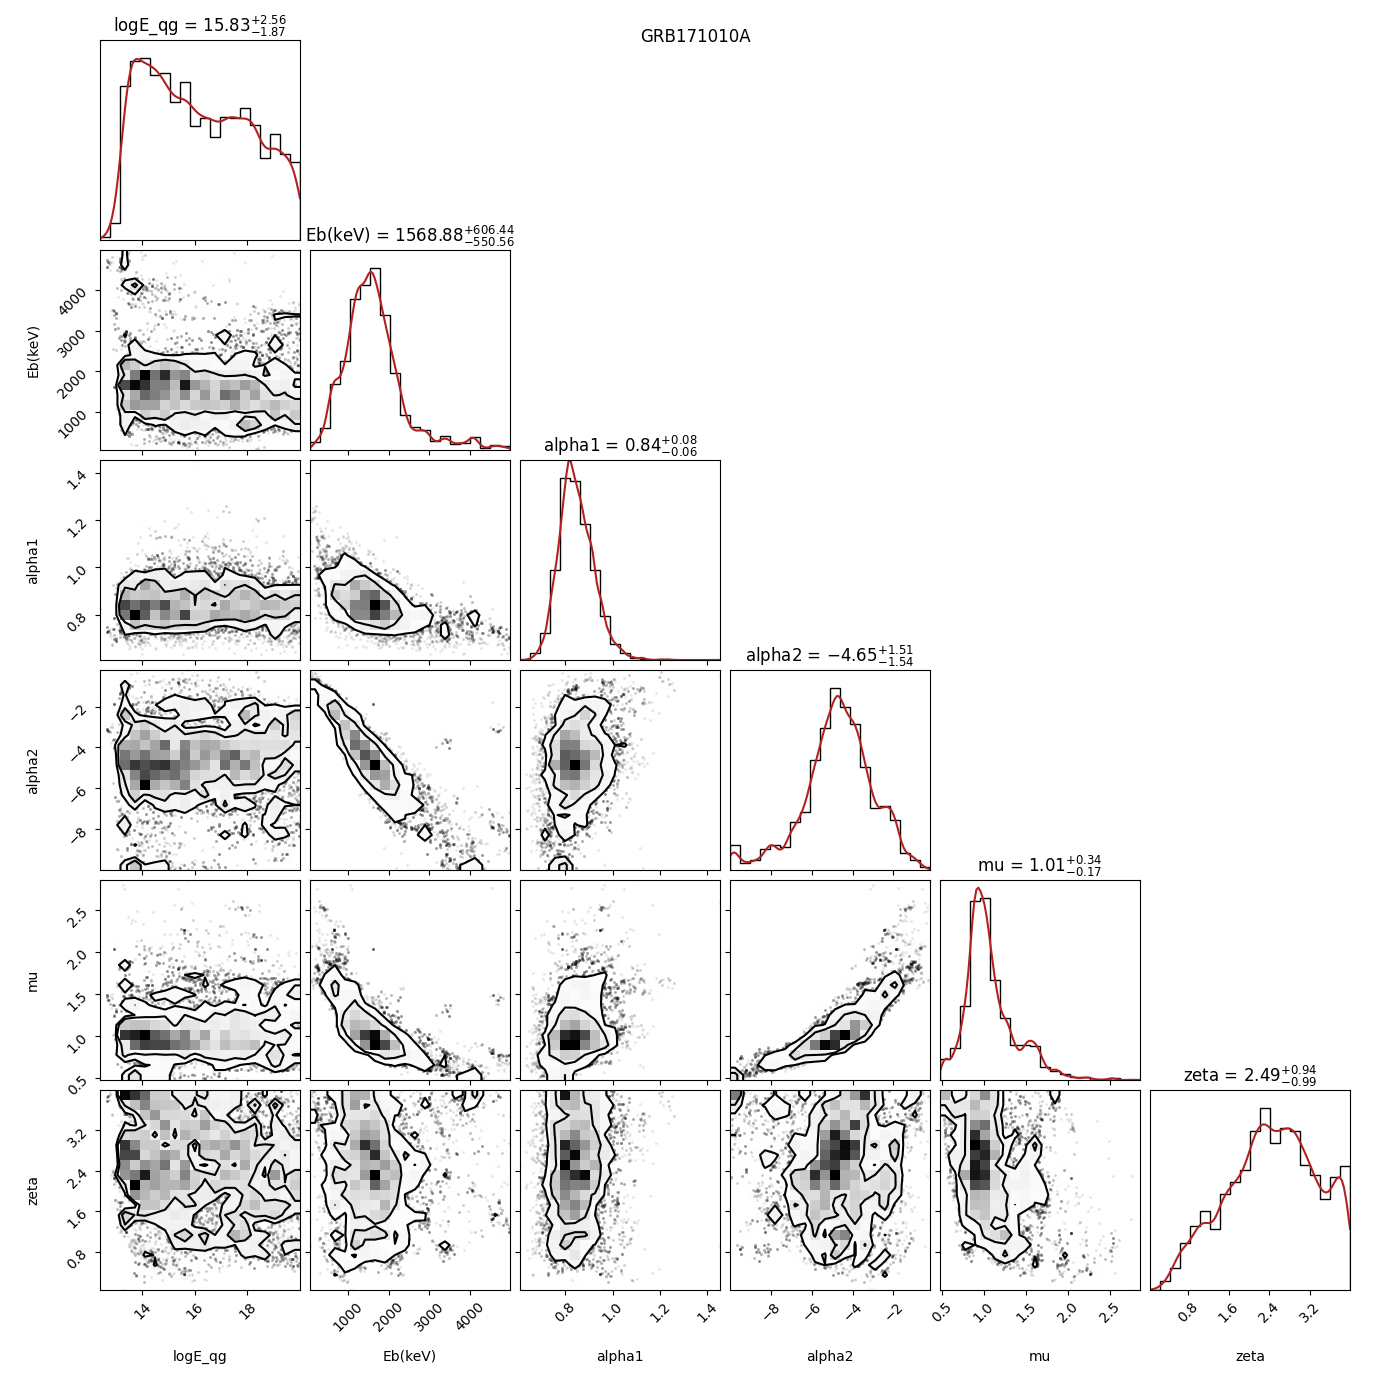 logE_qg = 15.83+2.56 −1.87
GRB171010A
Eb(keV) = 1568.88+606.44 −550.56
Eb(keV)
4000
3000
2000
1000
alpha1 = 0.84+0.08 −0.06
alpha1
1.4
1.2
1.0
0.8
alpha2 = −4.65+1.51 −1.54
alpha2
−2
−4
−6
−8
mu = 1.01+0.34 −0.17
mu
2.5
2.0
1.5
1.0
0.5
zeta = 2.49+0.94 −0.99
zeta
3.2
2.4
1.6
0.8
14 16 18 1000 2000 3000 4000 0.8 1.0 1.2 1.4 −8 −6 −4 −2 0.5 1.0 1.5 2.0 2.5 0.8 1.6 2.4 3.2
logE_qg Eb(keV) alpha1 alpha2 mu zeta